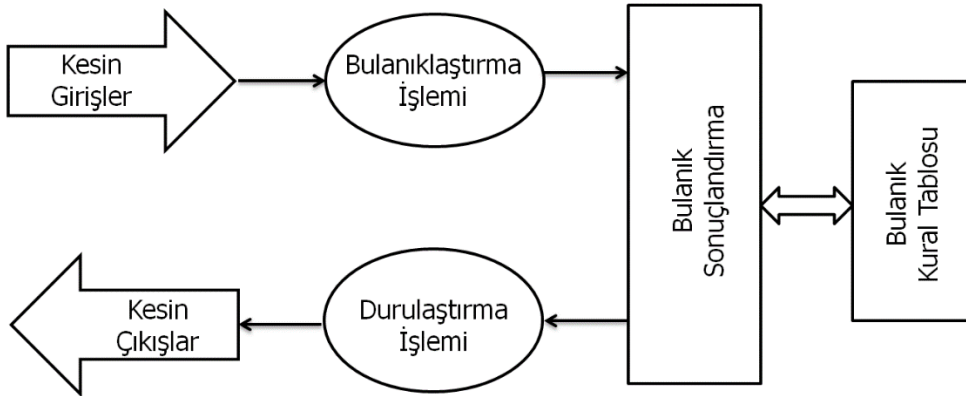 Kesin
Girişler
Bulanıklaştırma
İşlemi
Bulanık
Sonuçlandırma
Bulanık
Kural Tablosu
Durulaştırma
İşlemi
Kesin
Çıkışlar